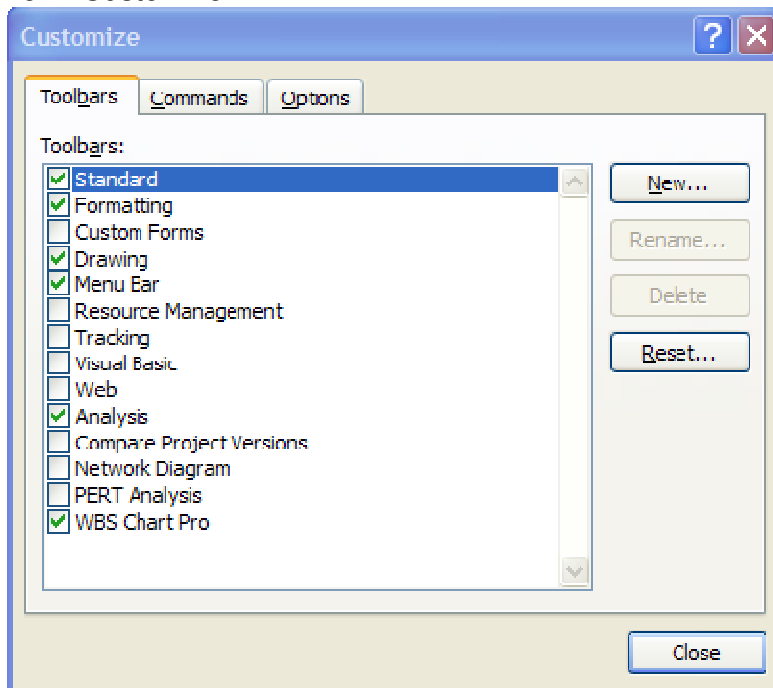 Customize
Toolbars Commands Options
Toolbars:
Standard
Formatting
Custom Forms
Drawing
Menu Bar
Resource Management
Tracking
Visual Basic
Web
Analysis
Compare Project Versions
Network Diagram
PERT Analysis
WBS Chart Pro
New...
Rename...
Delete
Reset...
Close